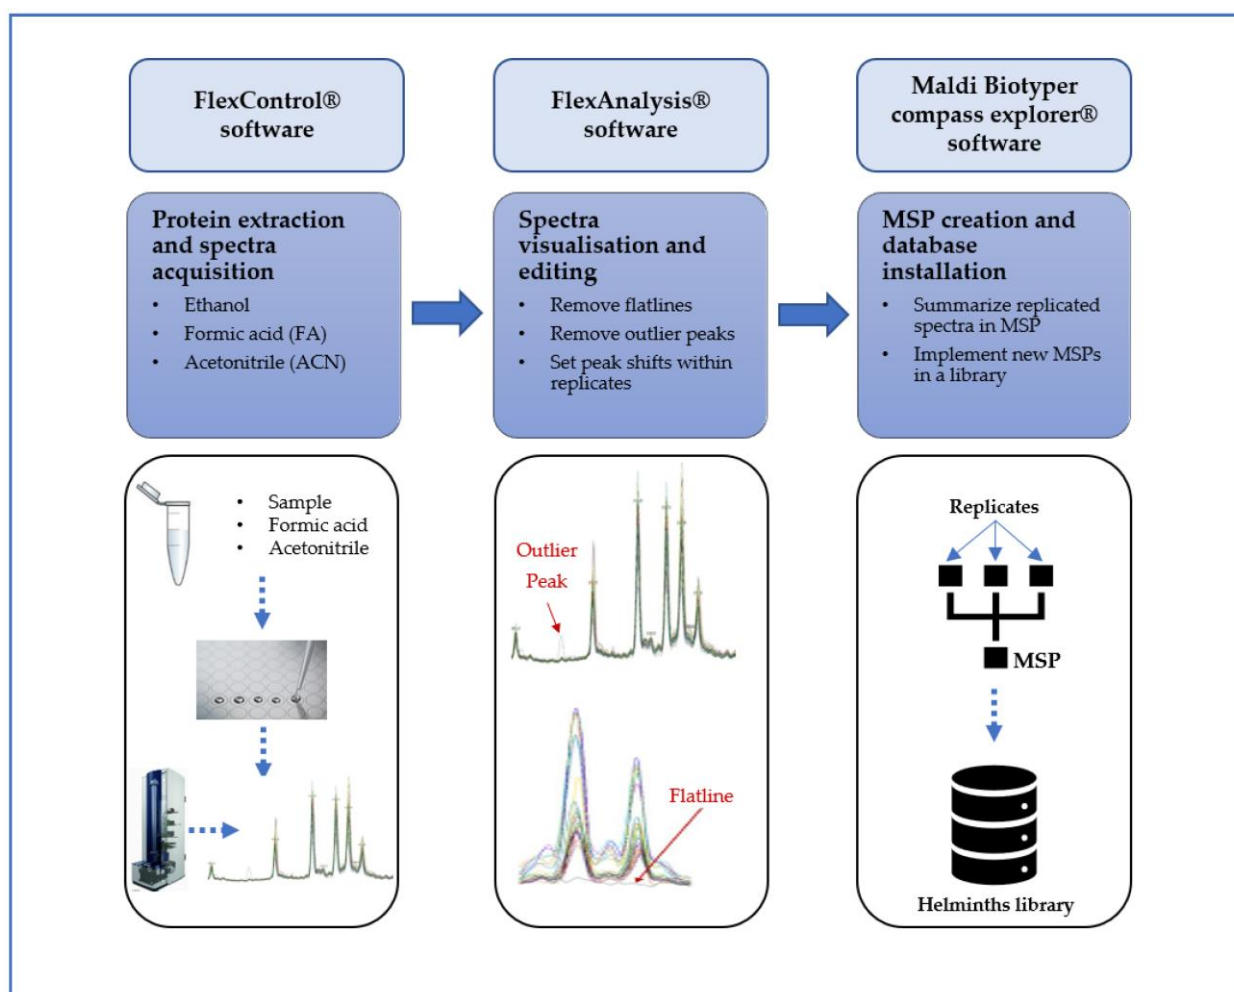 FlexControl®
software
FlexAnalysis®
software
Maldi Biotyper
compass explorer®
software
Protein extraction
and spectra
acquisition
• Ethanol
• Formic acid (FA)
• Acetonitrile (ACN)
Spectra
visualisation and
editing
• Remove flatlines
• Remove outlier peaks
• Set peak shifts within
replicates
MSP creation and
database
installation
• Summarize replicated
spectra in MSP
• Implement new MSPs
in a library
• Sample
• Formic acid
• Acetonitrile
Outlier
Peak
Flatline
Replicates
MSP
Helminths library